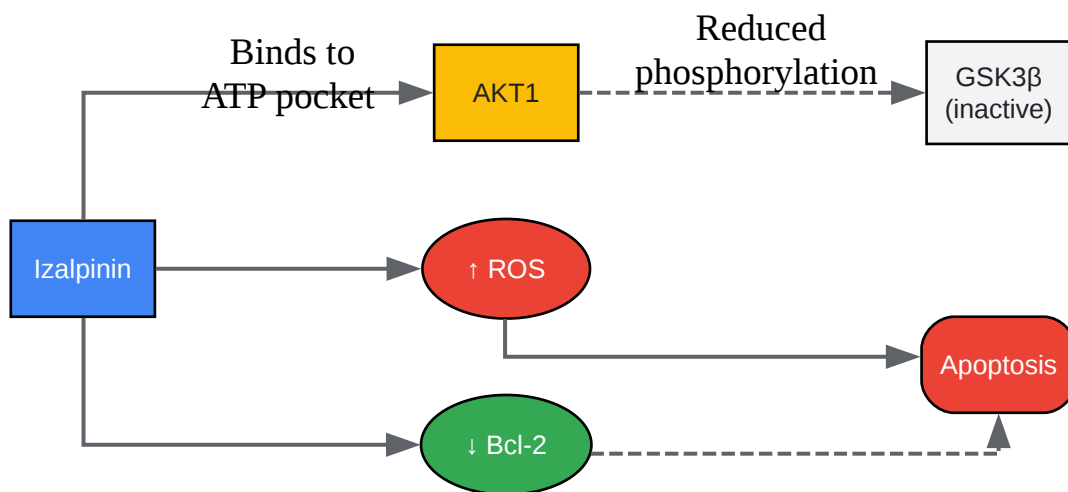 Binds to
ATP pocket
AKT1
Reduced
phosphorylation
GSK3β
(inactive)
Izalpinin
↑ ROS
Apoptosis
↓ Bcl-2